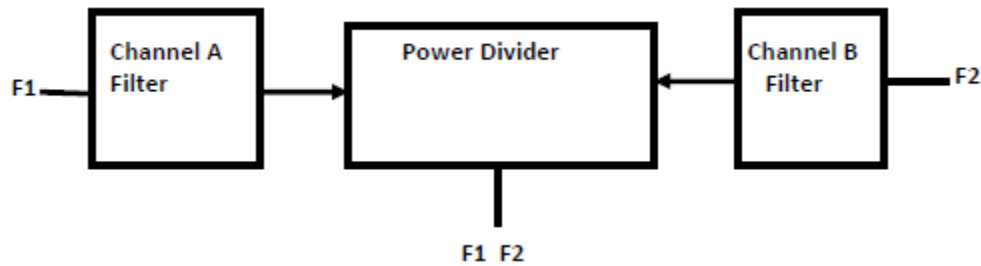 F1
Channel A
Filter
Power Divider
Channel B
Filter
F2
F1 F2